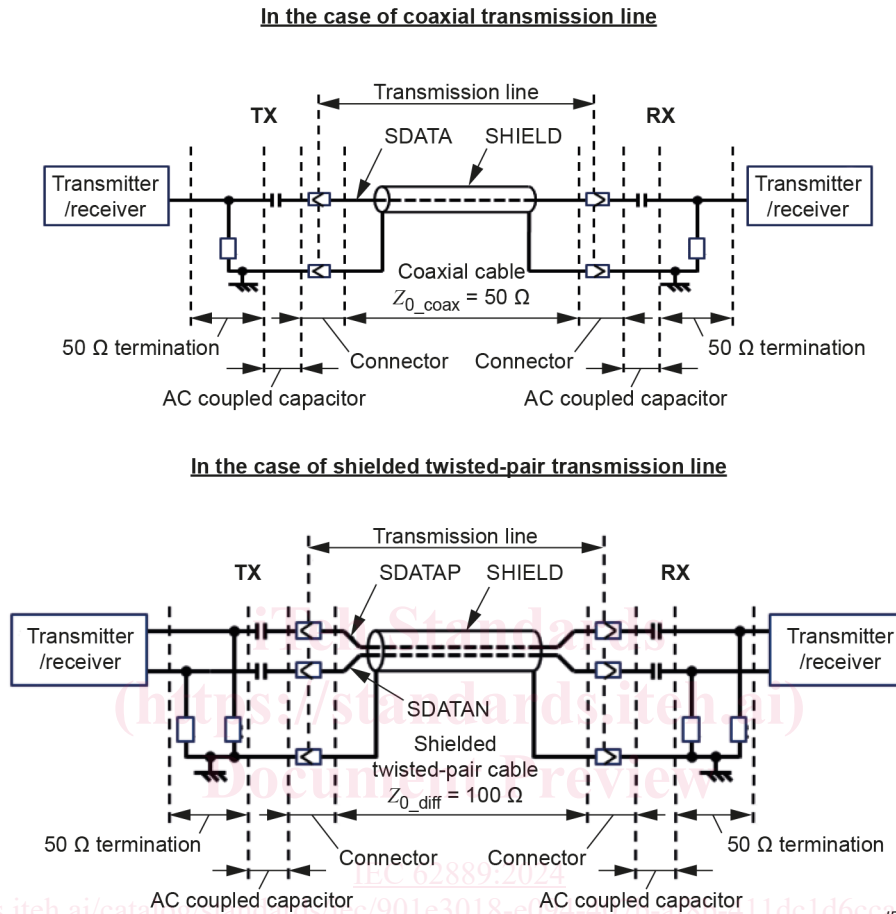 In the case of coaxial transmission line
Transmission line
TX
RX
SDATA
SHIELD
Transmitter
/receiver
Transmitter
/receiver
Coaxial cable
Z0_coax = 50 Ω
50 Ω termination
Connector
Connector
50 Ω termination
AC coupled capacitor
AC coupled capacitor
In the case of shielded twisted-pair transmission line
Transmission line
TX
SDATAP
SHIELD
RX
iTeh Standards
Transmitter
/receiver
Transmitter
/receiver
(https://standards.iteh.ai)
SDATAN
Shielded
twisted-pair cable
Document Preview
Z0_diff = 100 Ω
50 Ω termination
Connector
Connector
50 Ω termination
IEC 62889:2024
AC coupled capacitor
AC coupled capacitor